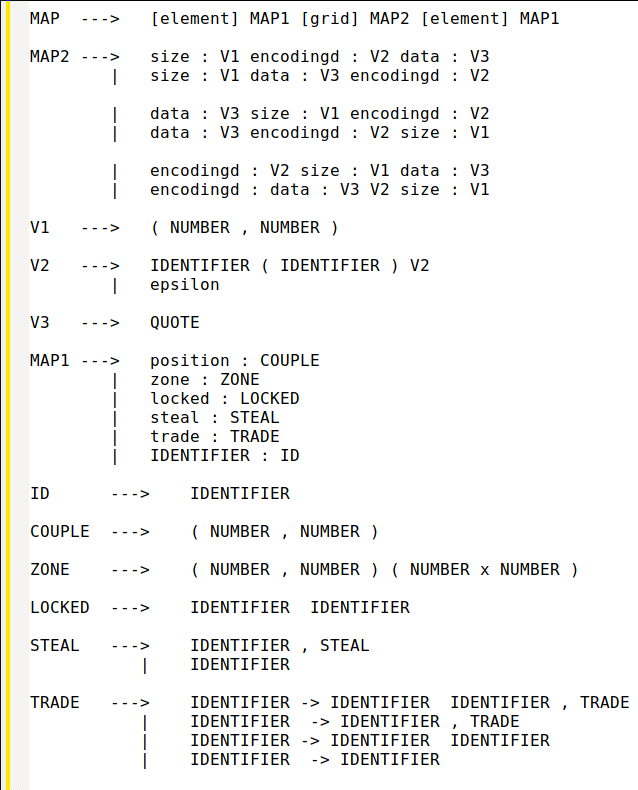 MAP ---> [element] MAP1 [grid] MAP2 [element] MAP1
MAP2 ---> size : V1 encodingd : V2 data : V3
| size : V1 data : V3 encodingd : V2
| data : V3 size : V1 encodingd : V2
| data : V3 encodingd : V2 size : V1
| encodingd : V2 size : V1 data : V3
| encodingd : data : V3 V2 size : V1
V1 ---> ( NUMBER , NUMBER )
V2 ---> IDENTIFIER ( IDENTIFIER ) V2
| epsilon
V3 ---> QUOTE
MAP1 ---> position : COUPLE
| zone : ZONE
| locked : LOCKED
| steal : STEAL
| trade : TRADE
| IDENTIFIER : ID
ID ---> IDENTIFIER
COUPLE ---> ( NUMBER , NUMBER )
ZONE ---> ( NUMBER , NUMBER ) ( NUMBER x NUMBER )
LOCKED ---> IDENTIFIER IDENTIFIER
STEAL ---> IDENTIFIER , STEAL
| IDENTIFIER
TRADE ---> IDENTIFIER -> IDENTIFIER IDENTIFIER , TRADE
| IDENTIFIER -> IDENTIFIER , TRADE
| IDENTIFIER -> IDENTIFIER IDENTIFIER
| IDENTIFIER -> IDENTIFIER